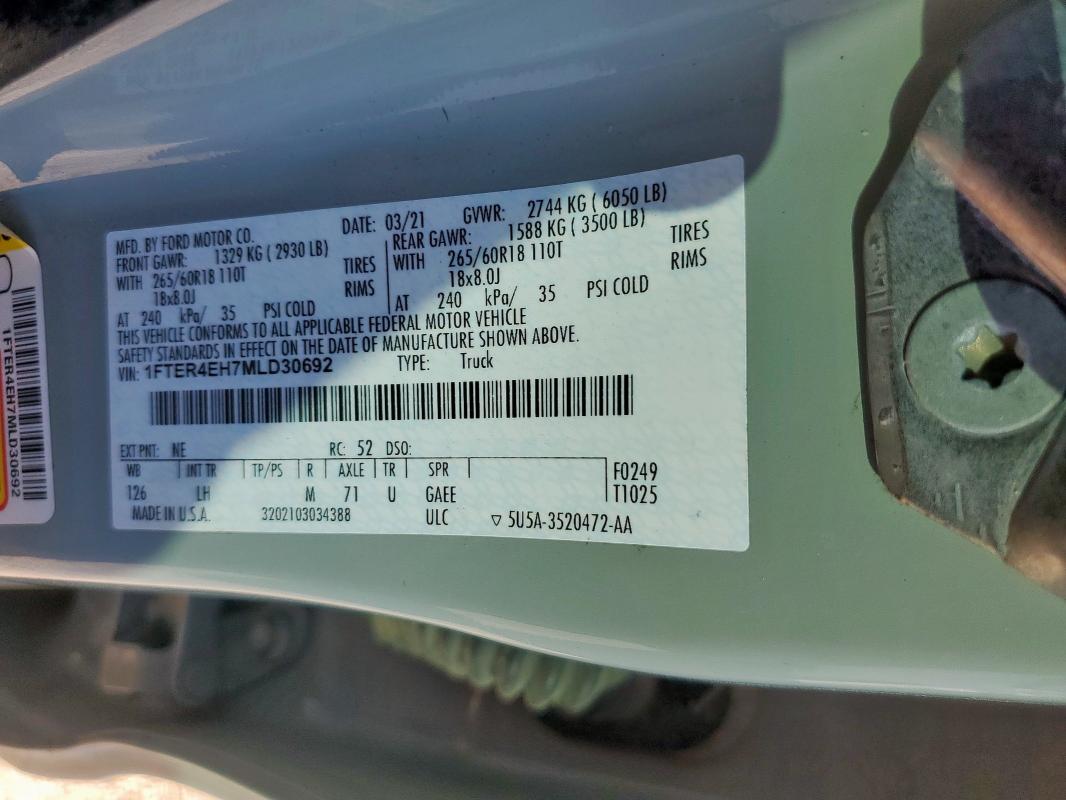 MFD. BY FORD MOTOR CO.
DATE: 03/21 GVWR: 2744 KG ( 6050 LB)
FRONT GAWR: 1329 KG ( 2930 LB)
WITH 265/60R18 110T TIRES
18x8.0J RIMS
AT 240 kPa/ 35 PSI COLD
REAR GAWR: 1588 KG ( 3500 LB)
WITH 265/60R18 110T TIRES
18x8.0J RIMS
AT 240 kPa/ 35 PSI COLD
THIS VEHICLE CONFORMS TO ALL APPLICABLE FEDERAL MOTOR VEHICLE
SAFETY STANDARDS IN EFFECT ON THE DATE OF MANUFACTURE SHOWN ABOVE.
VIN: 1FTER4EH7MLD30692 TYPE: Truck
EXT PNT: NE RC: 52 DSO:
WB INT TR TP/PS R AXLE TR SPR F0249
126 LH M 71 U GAEE T1025
MADE IN U.S.A. 3202103034388 ULC ▽ 5U5A-3520472-AA
1FTER4EH7MLD30692